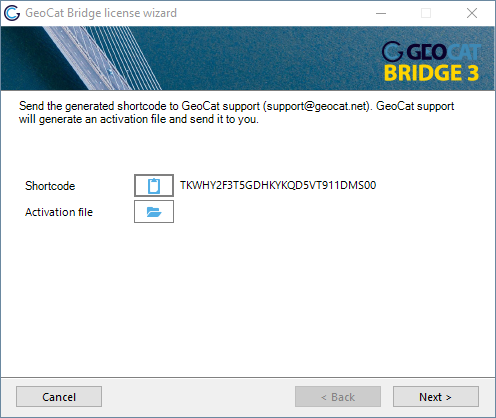 GeoCat Bridge license wizard
GEOCAT
BRIDGE 3
Send the generated shortcode to GeoCat support (support@geocat.net). GeoCat support
will generate an activation file and send it to you.
Shortcode TKWHY2F3T5GDHKYKQD5VT911DMS00
Activation file
Cancel < Back Next >